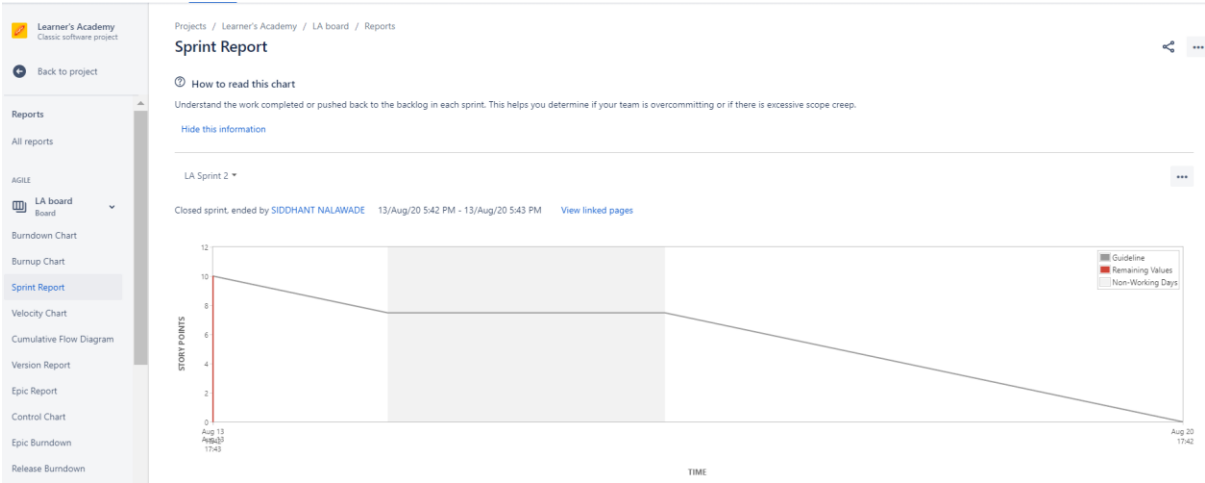 Learner's Academy
Classic software project
Back to project
Reports
All reports
AGILE
LA board
Board
Burndown Chart
Burnup Chart
Sprint Report
Velocity Chart
Cumulative Flow Diagram
Version Report
Epic Report
Control Chart
Epic Burndown
Release Burndown
Projects / Learner's Academy / LA board / Reports
Sprint Report
How to read this chart
Understand the work completed or pushed back to the backlog in each sprint. This helps you determine if your team is overcommitting or if there is excessive scope creep.
Hide this information
LA Sprint 2
Closed sprint, ended by SIDDHANT NALAWADE 13/Aug/20 5:42 PM - 13/Aug/20 5:43 PM View linked pages
STORY POINTS
12
10
8
6
4
2
0
Guideline
Remaining Values
Non-Working Days
Aug 13
17:43
Aug 20
17:42
TIME